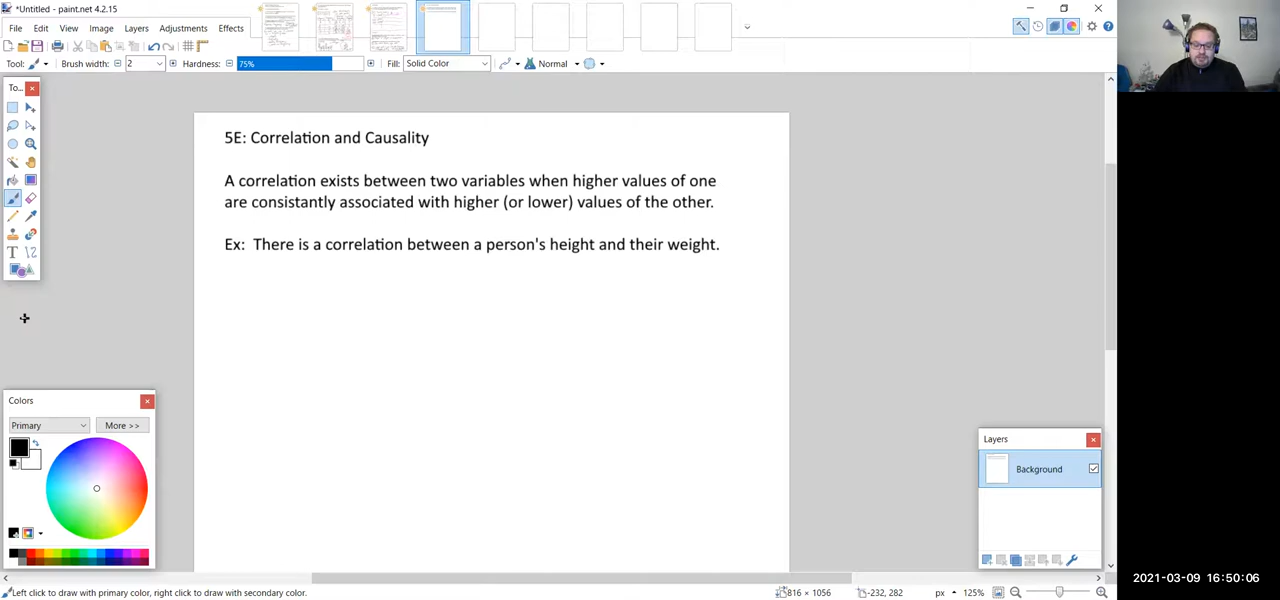 *Untitled - paint.net 4.2.15
File Edit View Image Layers Adjustments Effects
Tool: Brush width: 2 Hardness: 75% Fill: Solid Color Normal
To...
5E: Correlation and Causality
A correlation exists between two variables when higher values of one
are consistantly associated with higher (or lower) values of the other.
Ex: There is a correlation between a person's height and their weight.
Colors
Primary More >>
Layers
Background
2021-03-09 16:50:06
Left click to draw with primary color, right click to draw with secondary color. 816 × 1056 -232, 282 px 125%